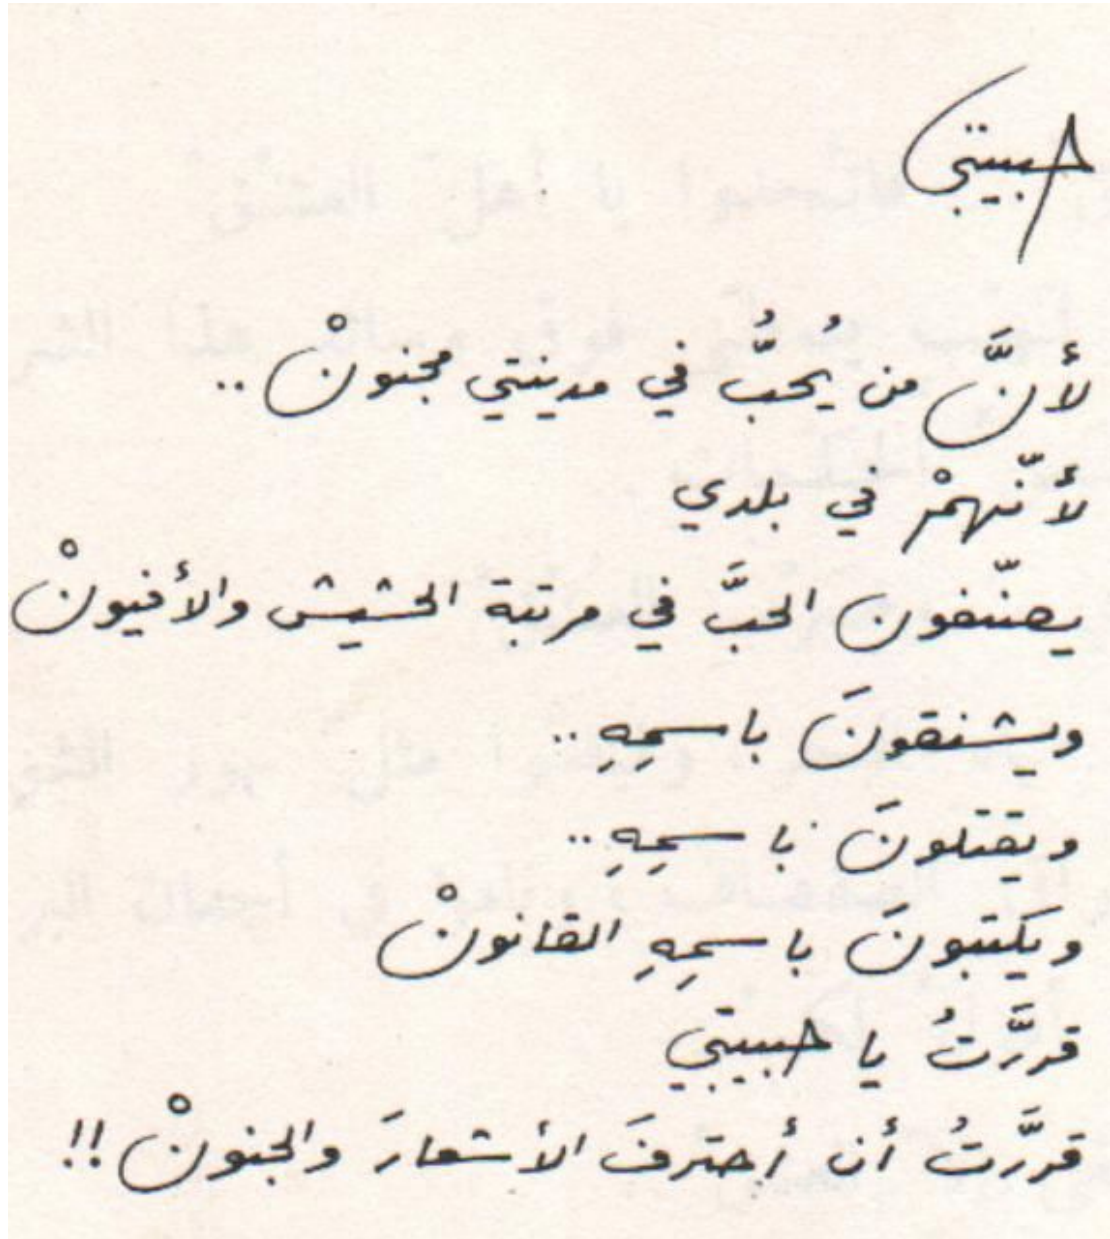 حبيبتي
لأنَّ من يُحبُّ في مدينتي مجنونْ ..
لأنّهمْ في بلدي
يصنّفون الحبَّ في مرتبة الحشيش والأفيونْ
ويشنقونَ باسمِهِ ..
ويقتلونَ باسمِهِ ..
ويكتبونَ باسمِهِ القانونْ
قررَّتُ يا حبيبتي
قررَّتُ أن أحترفَ الأشعارَ والجنونْ !!